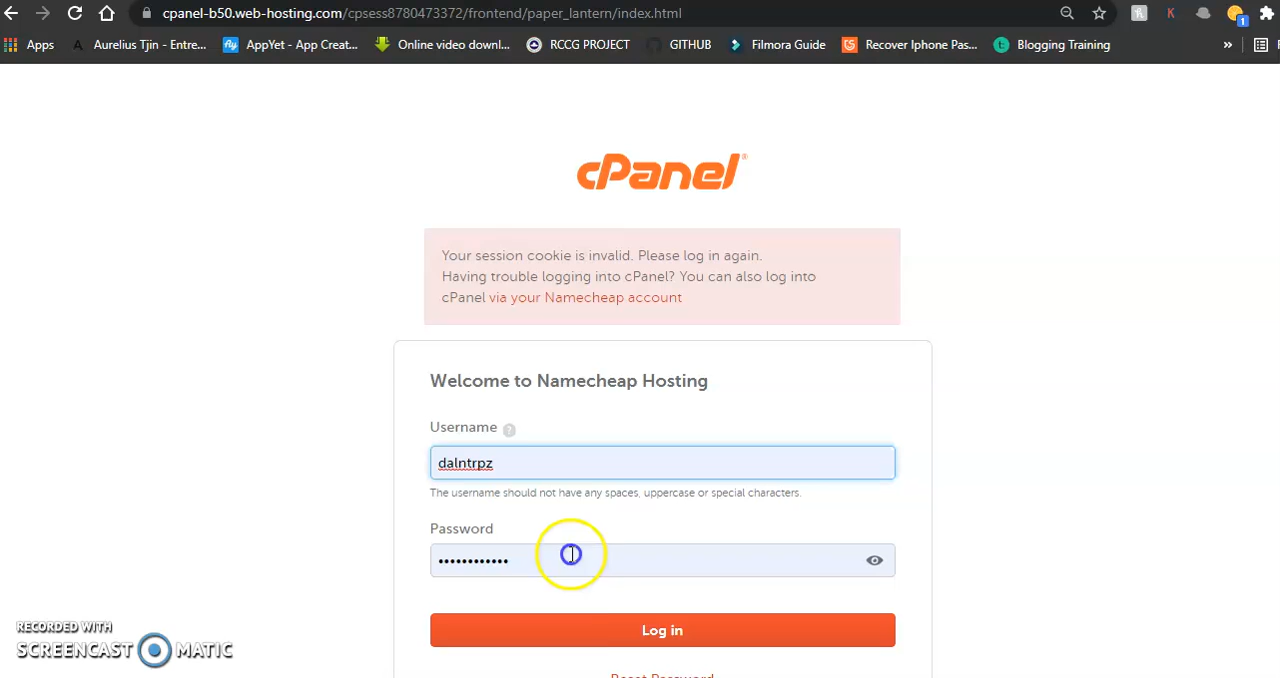 cpanel-b50.web-hosting.com/cpsess8780473372/frontend/paper_lantern/index.html
K
1
Apps A Aurelius Tjin - Entre... Ay AppYet - App Creat... Online video downl... RCCG PROJECT GITHUB Filmora Guide Recover Iphone Pas... t Blogging Training »
cPanel®
Your session cookie is invalid. Please log in again.
Having trouble logging into cPanel? You can also log into
cPanel via your Namecheap account
Welcome to Namecheap Hosting
Username ?
dalntrpz
The username should not have any spaces, uppercase or special characters.
Password
••••••••••••
Log in
Reset Password
RECORDED WITH
SCREENCAST MATIC